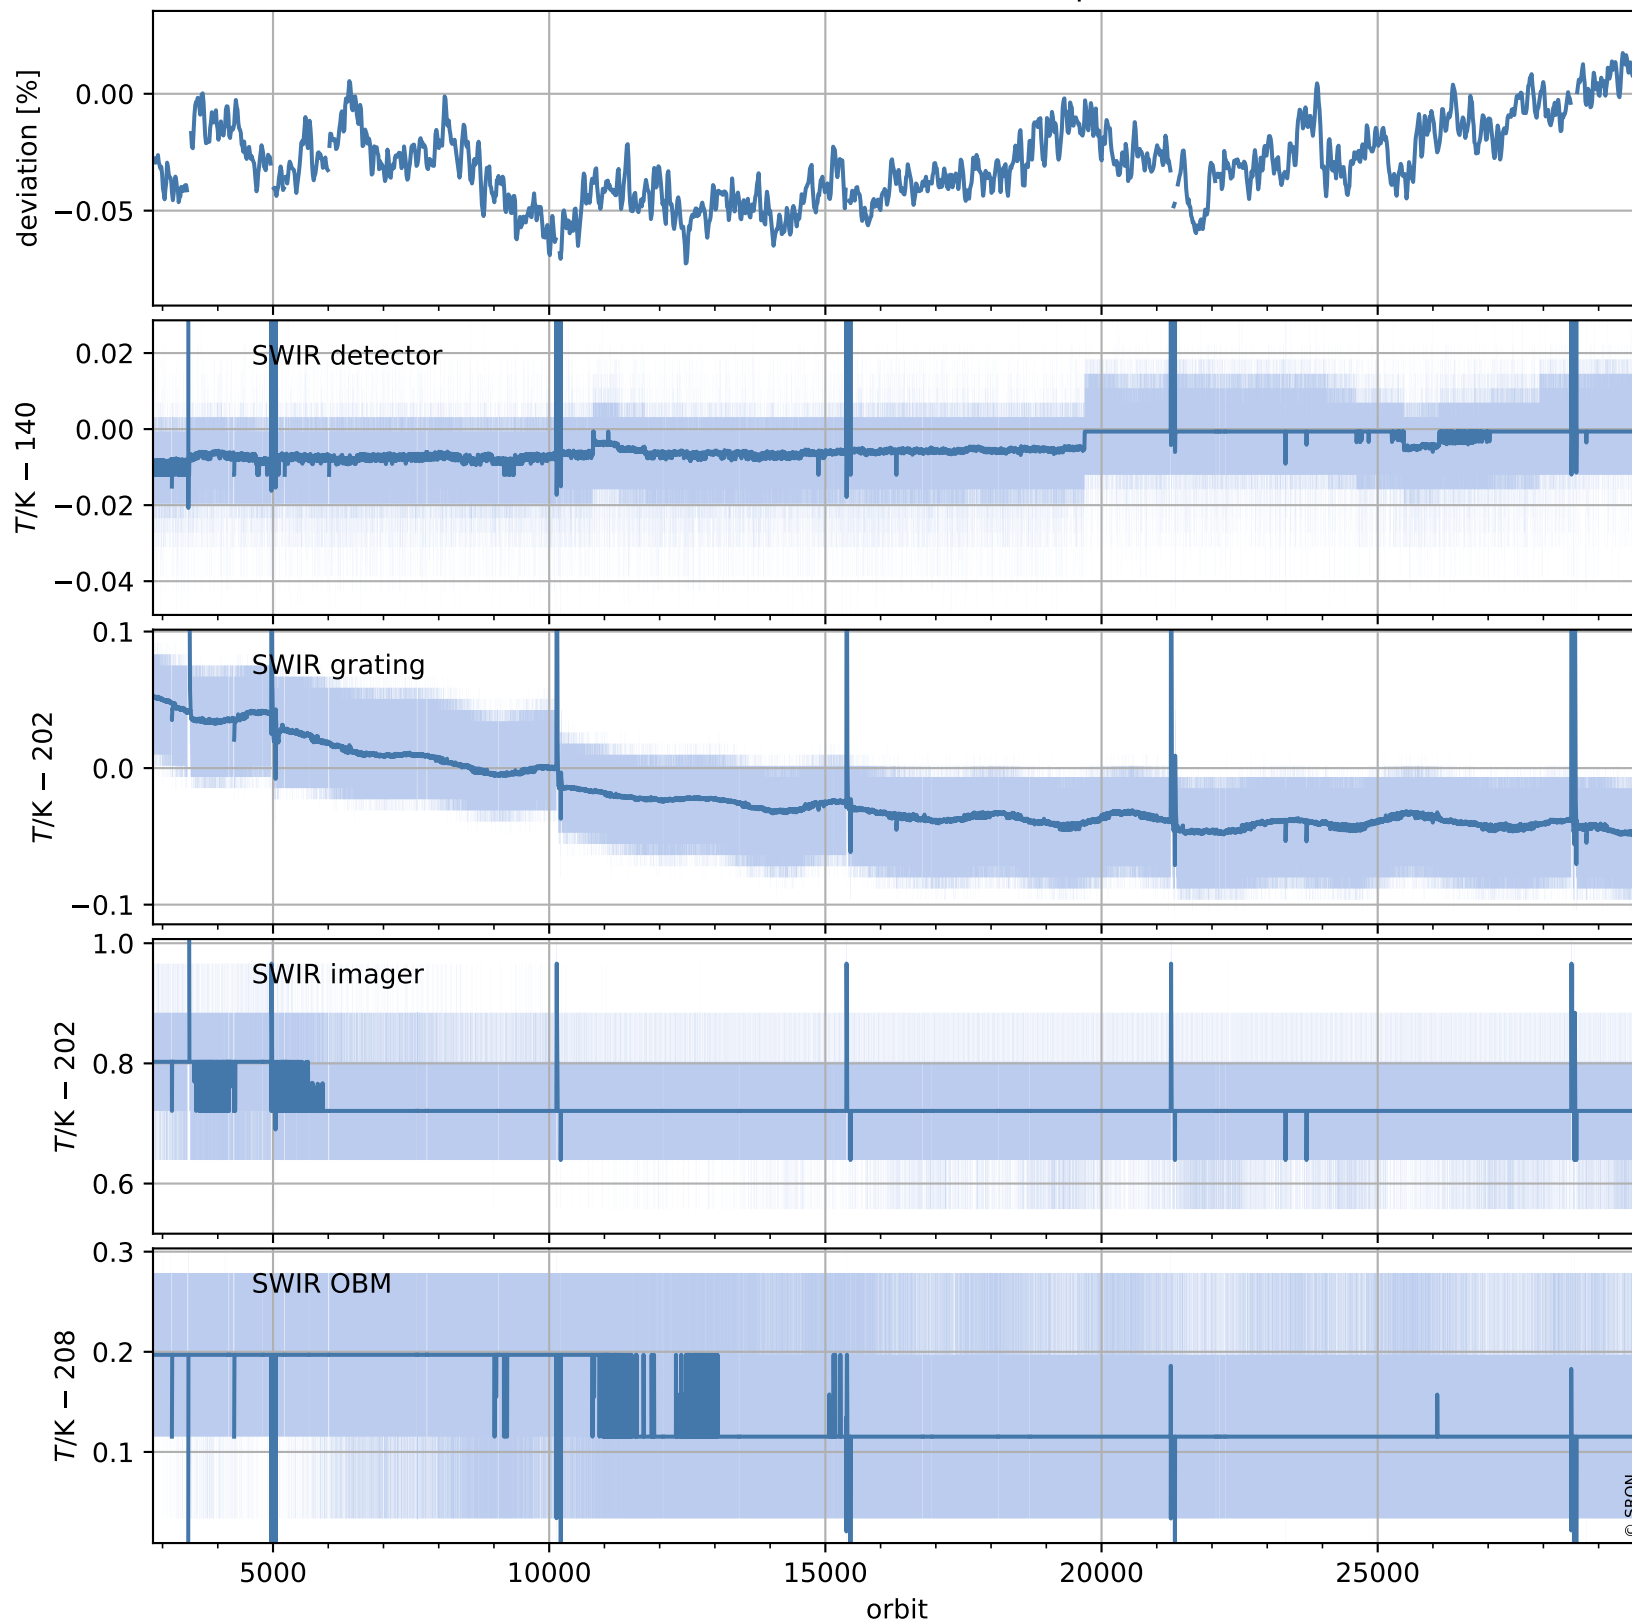 deviation [%]
0.00
−0.05
SWIR detector
T/K − 140
0.02
0.00
−0.02
−0.04
SWIR grating
T/K − 202
0.1
0.0
−0.1
SWIR imager
T/K − 202
1.0
0.8
0.6
SWIR OBM
T/K − 208
0.3
0.2
0.1
© SRON
5000 10000 15000 20000 25000
orbit